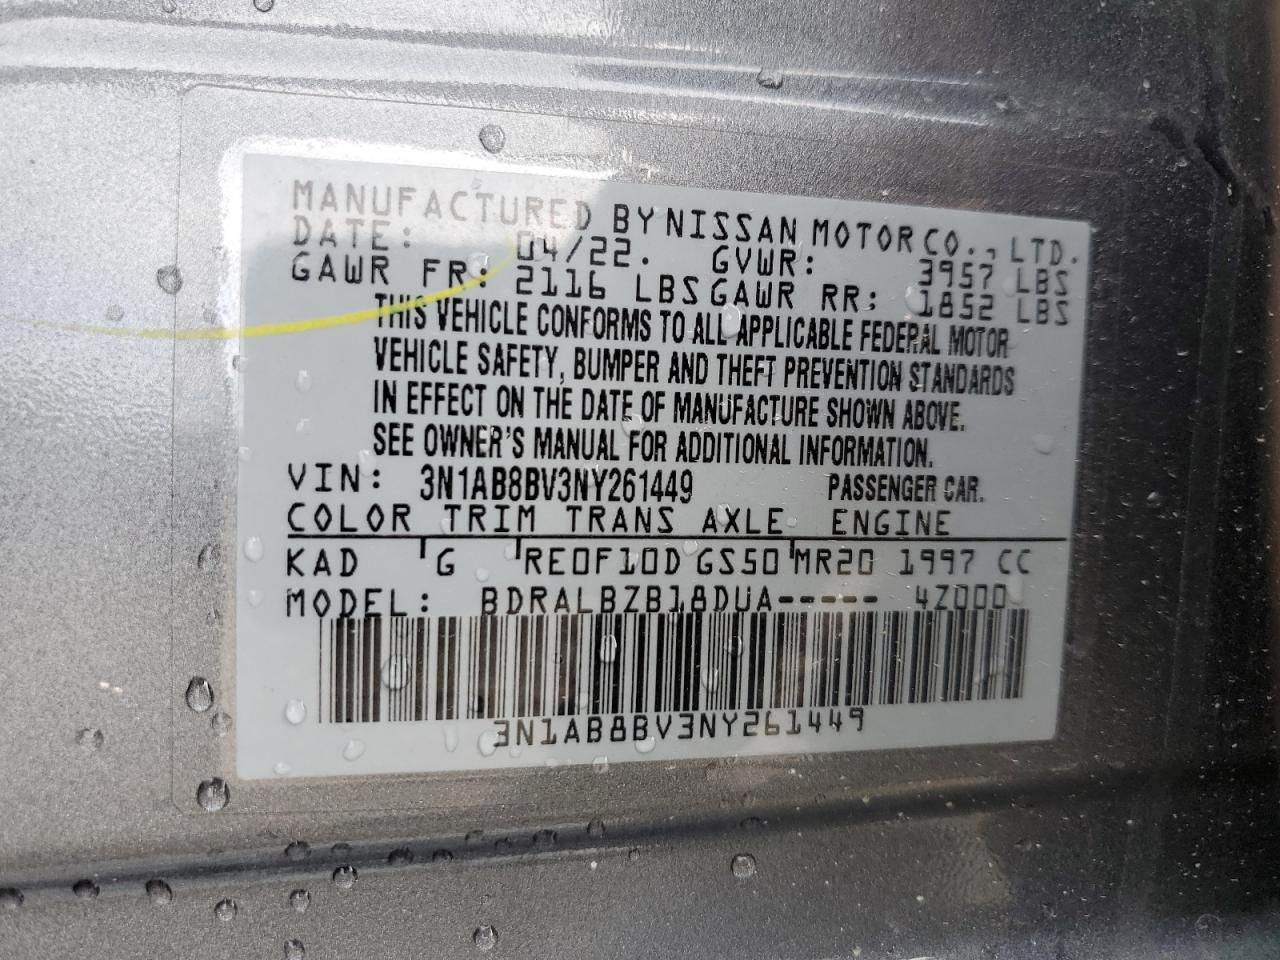 MANUFACTURED BY NISSAN MOTOR CO., LTD.
DATE: 04/22. GVWR: 3957 LBS
GAWR FR: 2116 LBS GAWR RR: 1852 LBS
THIS VEHICLE CONFORMS TO ALL APPLICABLE FEDERAL MOTOR
VEHICLE SAFETY, BUMPER AND THEFT PREVENTION STANDARDS
IN EFFECT ON THE DATE OF MANUFACTURE SHOWN ABOVE.
SEE OWNER'S MANUAL FOR ADDITIONAL INFORMATION.
VIN: 3N1AB8BV3NY261449 PASSENGER CAR.
COLOR TRIM TRANS AXLE ENGINE
KAD G RE0F10D GS50 MR20 1997 CC
MODEL: BDRALBZB18DUA----- 4Z000
3N1AB8BV3NY261449